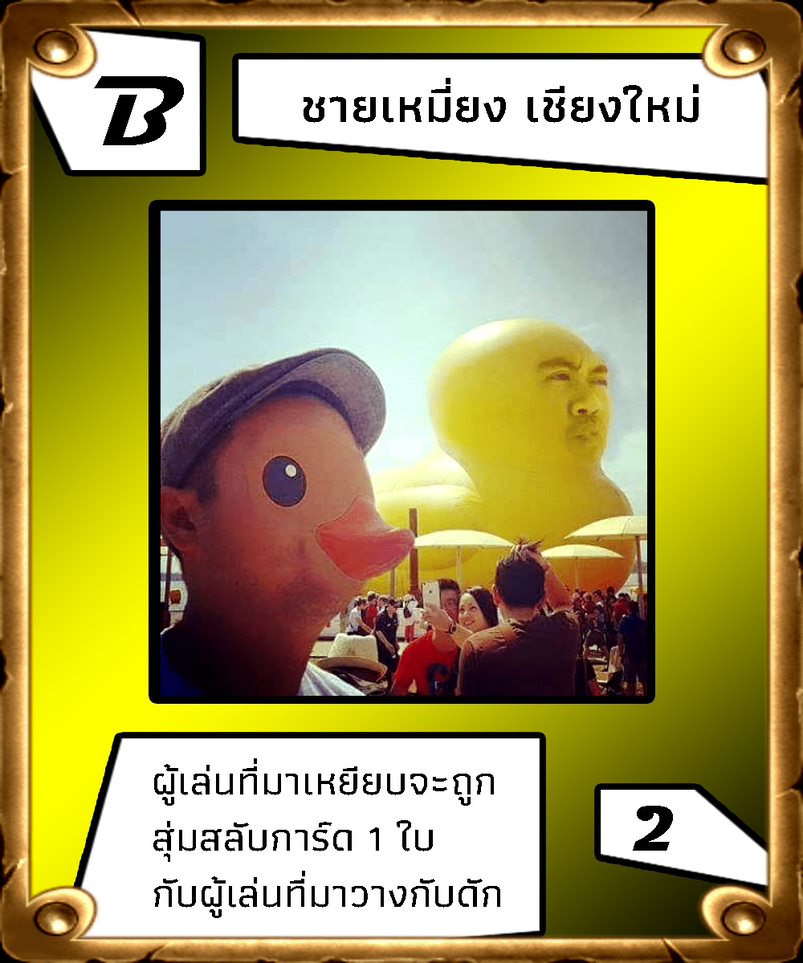 B
ชายเหมี่ยง เชียงใหม่
ผู้เล่นที่มาเหยียบจะถูก
สุ่มสลับการ์ด 1 ใบ
กับผู้เล่นที่มาวางกับดัก
2